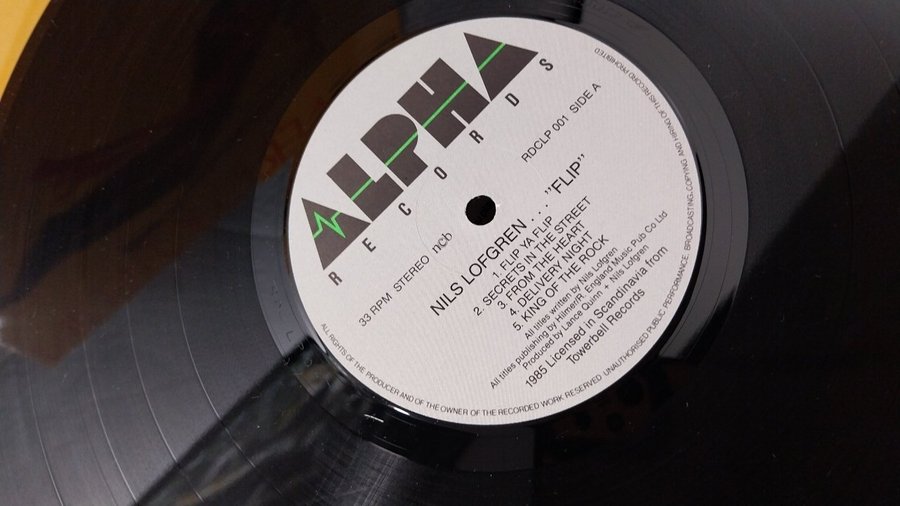 ALPHA
RECORDS
RDCLP 001 SIDE A
33 RPM STEREO ncb
NILS LOFGREN . . . "FLIP"
1. FLIP YA FLIP
2. SECRETS IN THE STREET
3. FROM THE HEART
4. DELIVERY NIGHT
5. KING OF THE ROCK
All titles written by Nils Lofgren
All titles publishing by Hilmer/R. England Music Pub Co Ltd
Produced by Lance Quinn + Nils Lofgren
1985 Licensed in Scandinavia from
Towerbell Records
ALL RIGHTS OF THE PRODUCER AND OF THE OWNER OF THE RECORDED WORK RESERVED UNAUTHORISED PUBLIC PERFORMANCE BROADCASTING-COPYING AND HIRING OF THIS RECORD PROHIBITED